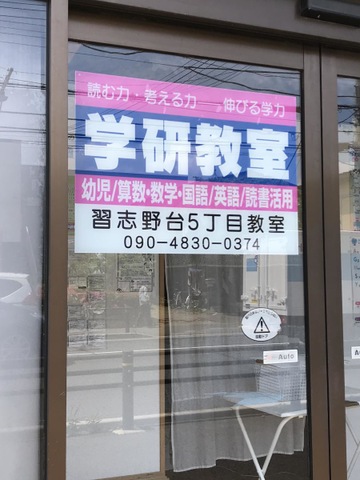 読む力・考える力 伸びる学力
学研教室
幼児/算数・数学・国語/英語/読書活用
習志野台5丁目教室
090-4830-0374
Auto